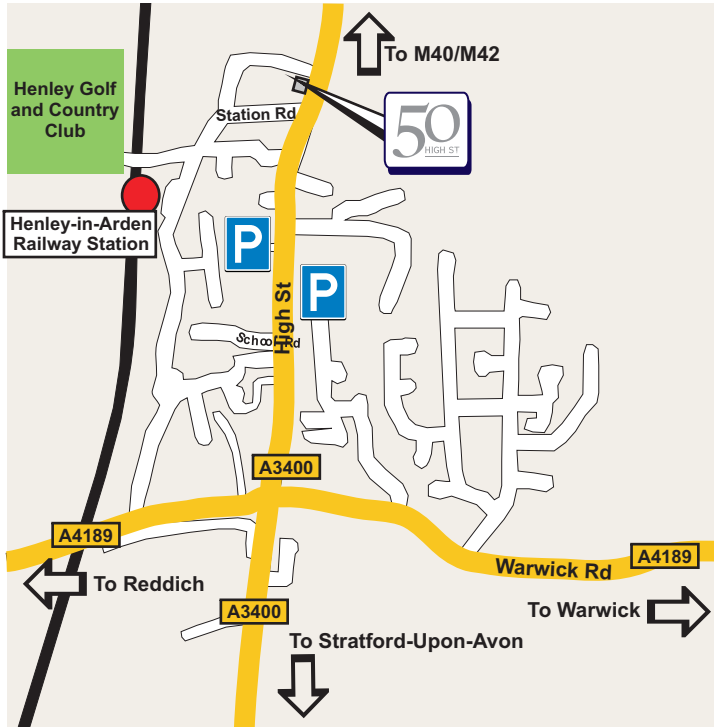 To M40/M42
Henley Golf
and Country
Club
Station Rd
50
HIGH ST
Henley-in-Arden
Railway Station
P
P
High St
School Rd
A3400
A4189
Warwick Rd
A4189
To Reddich
To Warwick
A3400
To Stratford-Upon-Avon